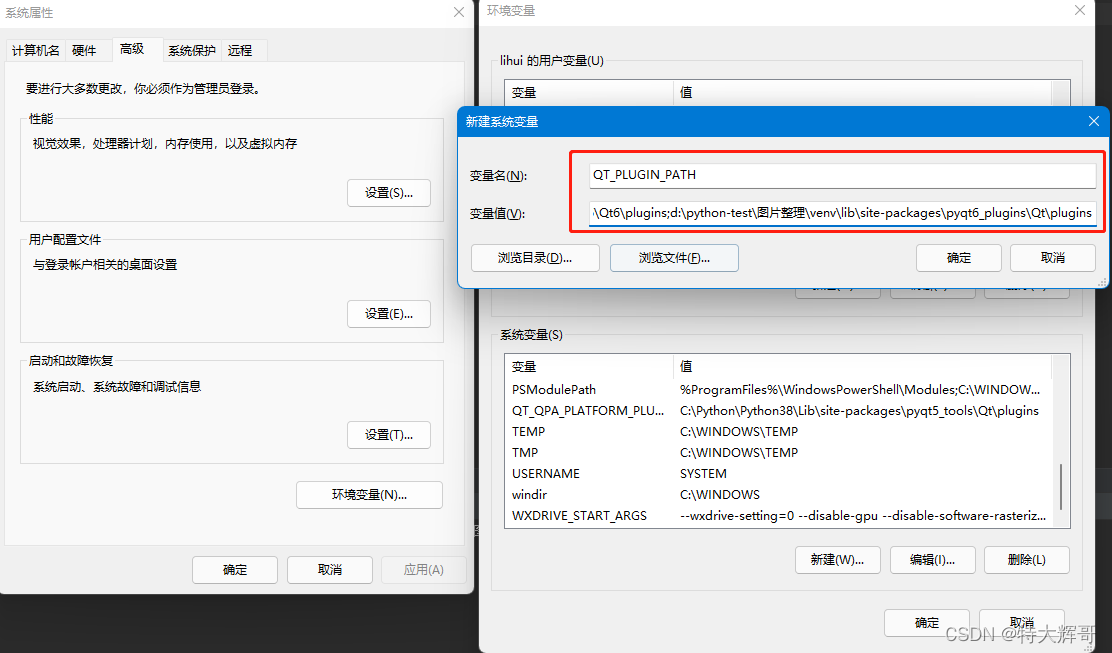 系统属性
计算机名 硬件 高级 系统保护 远程
要进行大多数更改，你必须作为管理员登录。
性能
视觉效果，处理器计划，内存使用，以及虚拟内存
设置(S)...
用户配置文件
与登录帐户相关的桌面设置
设置(E)...
启动和故障恢复
系统启动、系统故障和调试信息
设置(T)...
环境变量(N)...
确定 取消 应用(A)
环境变量
lihui 的用户变量(U)
变量 值
新建系统变量
变量名(N): QT_PLUGIN_PATH
变量值(V): \Qt6\plugins;d:\python-test\图片整理\venv\lib\site-packages\pyqt6_plugins\Qt\plugins
浏览目录(D)... 浏览文件(F)... 确定 取消
系统变量(S)
变量 值
PSModulePath %ProgramFiles%\WindowsPowerShell\Modules;C:\WINDOW...
QT_QPA_PLATFORM_PLU... C:\Python\Python38\Lib\site-packages\pyqt5_tools\Qt\plugins
TEMP C:\WINDOWS\TEMP
TMP C:\WINDOWS\TEMP
USERNAME SYSTEM
windir C:\WINDOWS
WXDRIVE_START_ARGS --wxdrive-setting=0 --disable-gpu --disable-software-rasteriz...
新建(W)... 编辑(I)... 删除(L)
确定 取消
CSDN @特大辉哥